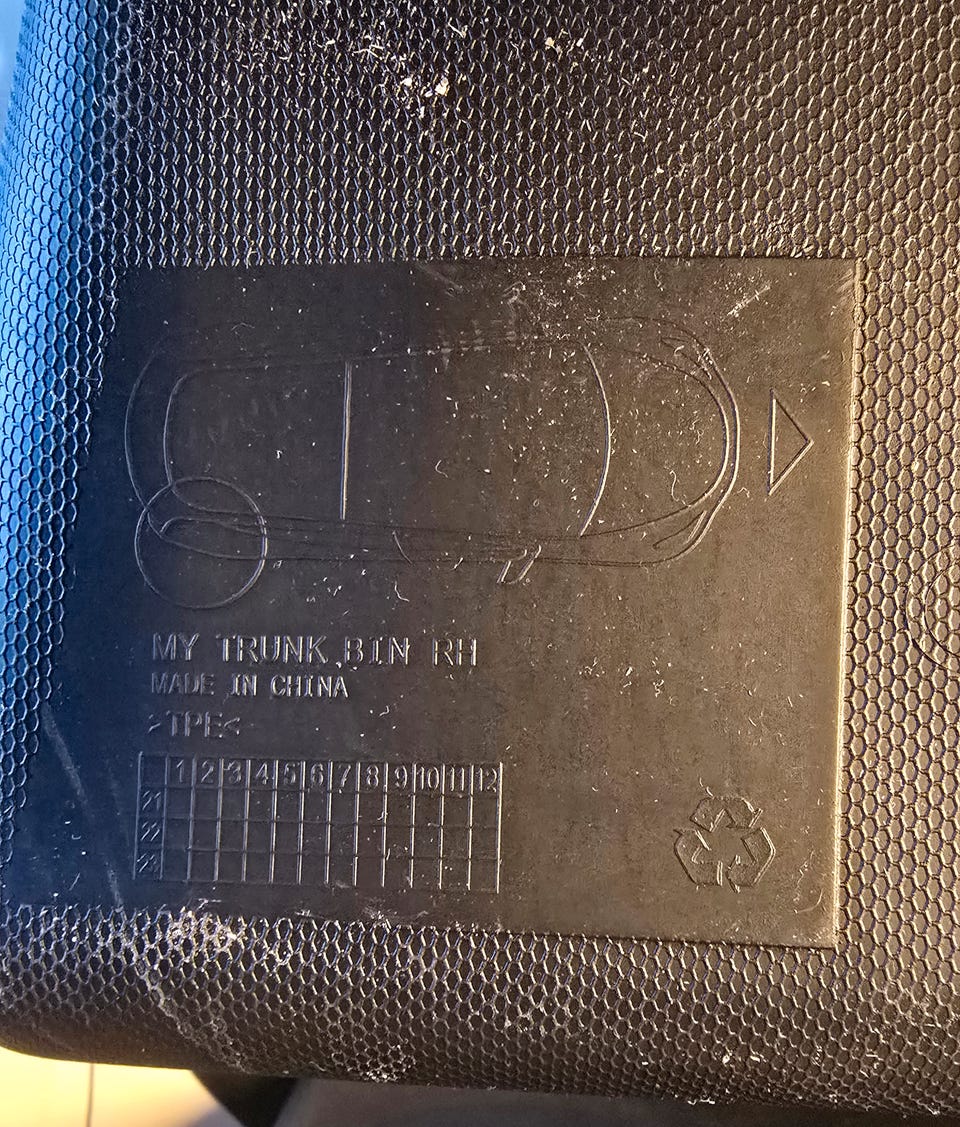 MY TRUNK BIN RH
MADE IN CHINA
>TPE<
1 2 3 4 5 6 7 8 9 10 11 12
21
22
23